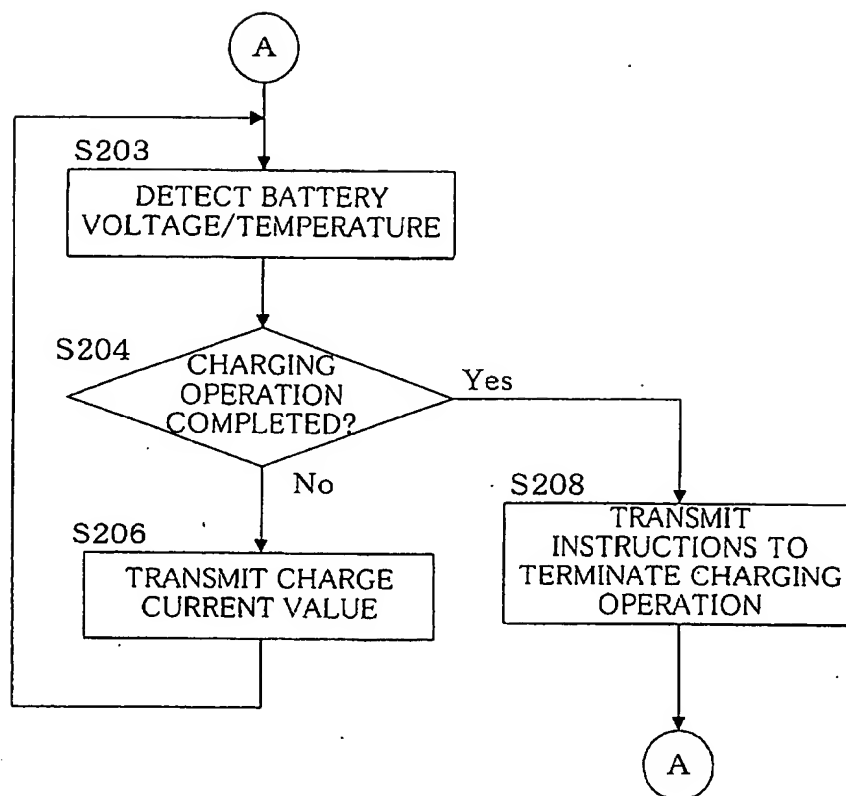 A
S203
DETECT BATTERY
VOLTAGE/TEMPERATURE
S204
CHARGING
OPERATION
COMPLETED?
Yes
No
S206
TRANSMIT CHARGE
CURRENT VALUE
S208
TRANSMIT
INSTRUCTIONS TO
TERMINATE CHARGING
OPERATION
A